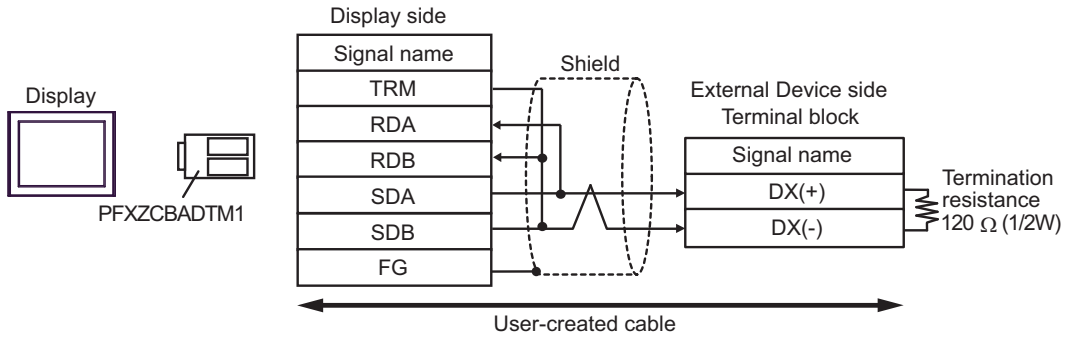 Display side
Signal name
TRM
RDA
RDB
SDA
SDB
FG
Shield
Display
PFXZCBADTM1
External Device side
Terminal block
Signal name
DX(+)
DX(-)
Termination
resistance
120 Ω (1/2W)
User-created cable